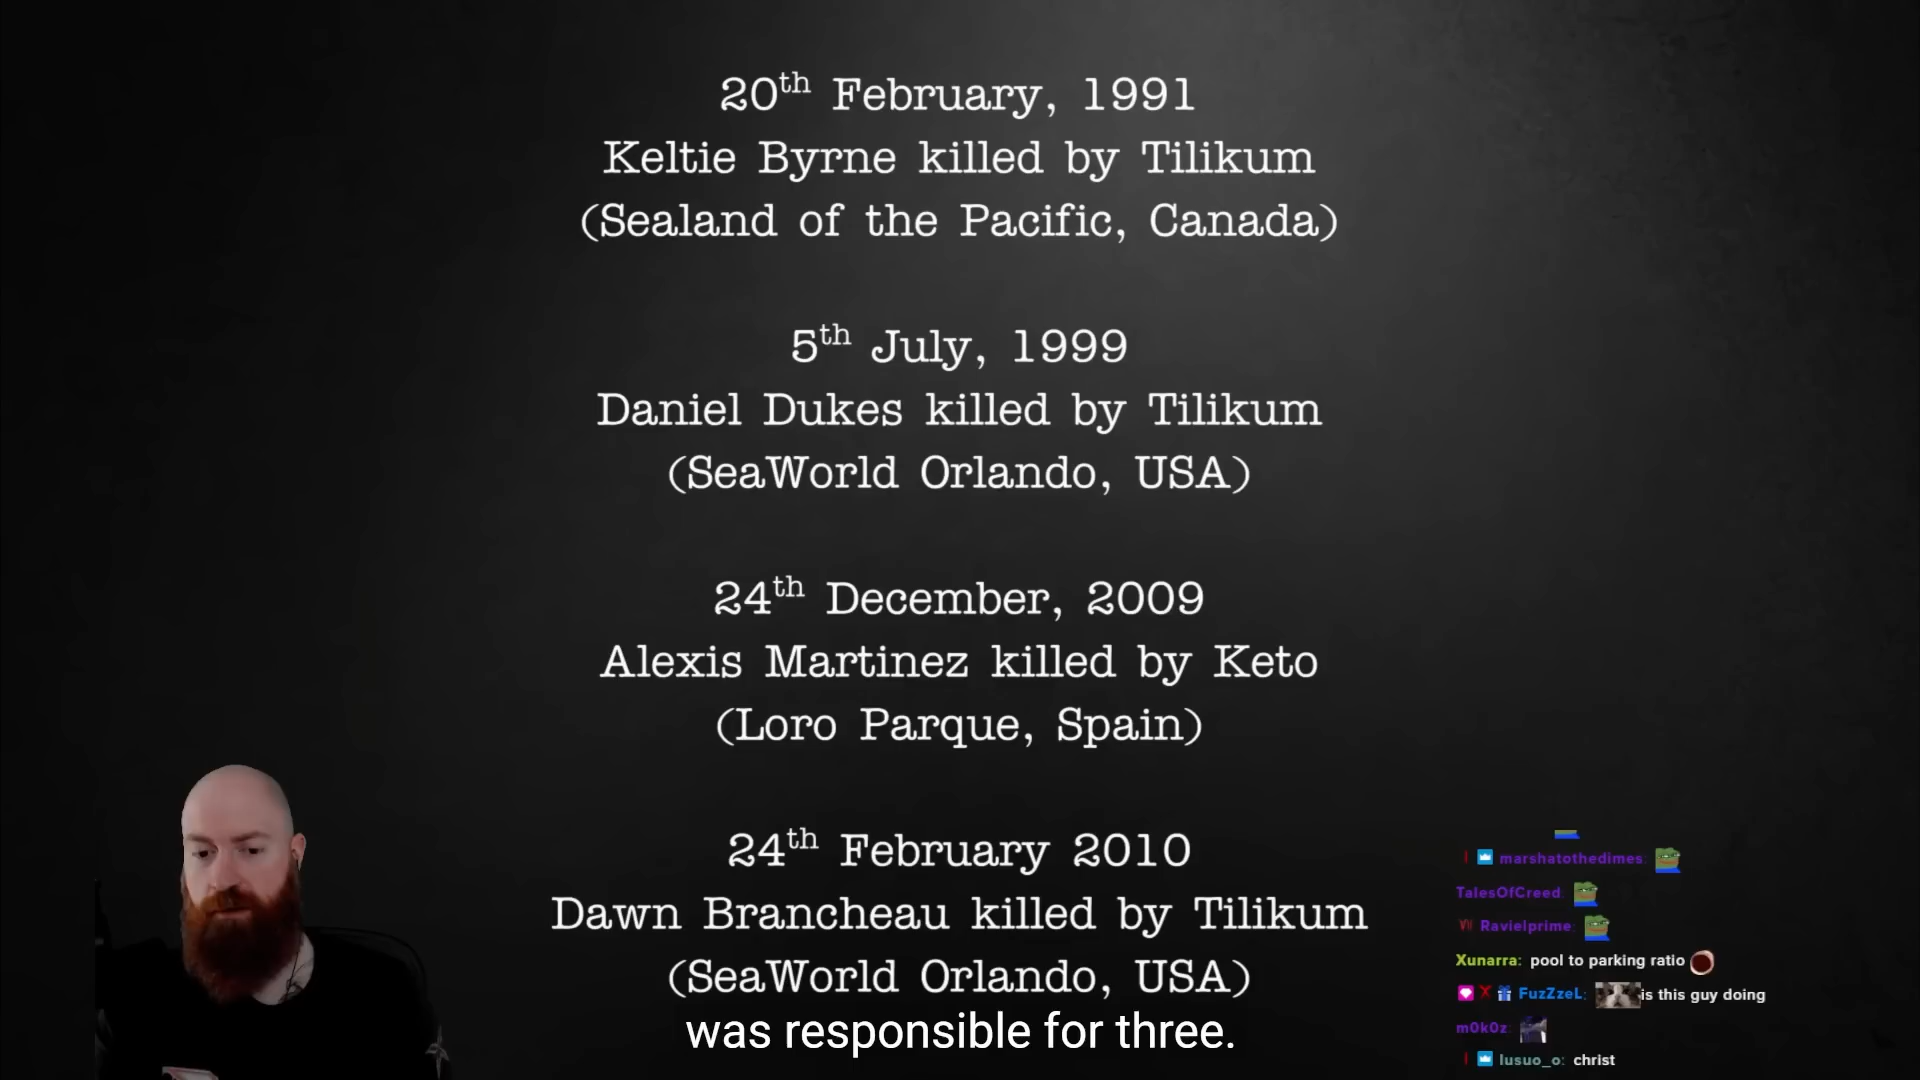 20th February, 1991
Keltie Byrne killed by Tilikum
(Sealand of the Pacific, Canada)
5th July, 1999
Daniel Dukes killed by Tilikum
(SeaWorld Orlando, USA)
24th December, 2009
Alexis Martinez killed by Keto
(Loro Parque, Spain)
24th February 2010
Dawn Brancheau killed by Tilikum
(SeaWorld Orlando, USA)
was responsible for three.
marshatothedimes:
TalesOfCreed:
Ravielprime:
Xunarra: pool to parking ratio
FuzZzeL: is this guy doing
m0k0z:
lusuo_o: christ